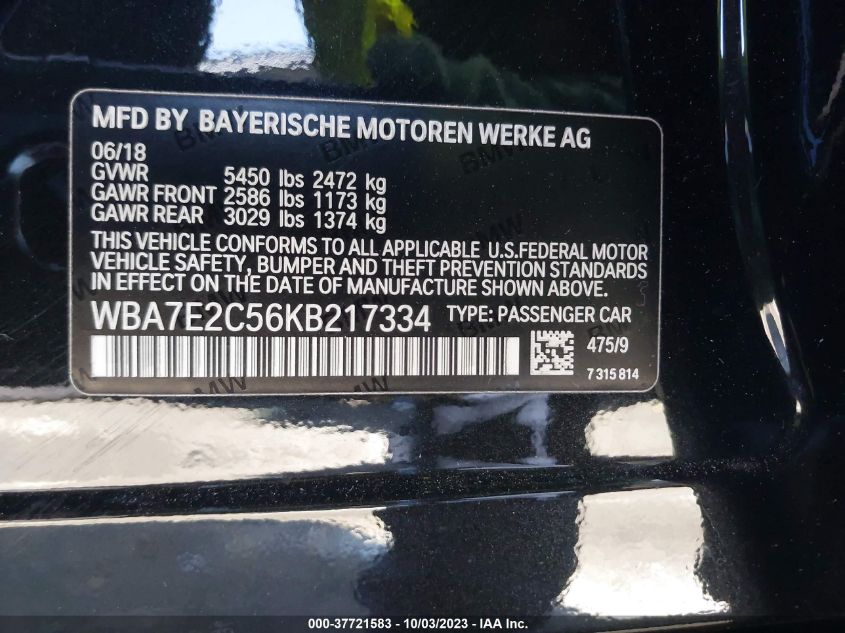 MFD BY BAYERISCHE MOTOREN WERKE AG
06/18
GVWR 5450 lbs 2472 kg
GAWR FRONT 2586 lbs 1173 kg
GAWR REAR 3029 lbs 1374 kg
THIS VEHICLE CONFORMS TO ALL APPLICABLE U.S.FEDERAL MOTOR
VEHICLE SAFETY, BUMPER AND THEFT PREVENTION STANDARDS
IN EFFECT ON THE DATE OF MANUFACTURE SHOWN ABOVE.
WBA7E2C56KB217334 TYPE: PASSENGER CAR
475/9
7 315 814
000-37721583 - 10/03/2023 - IAA Inc.